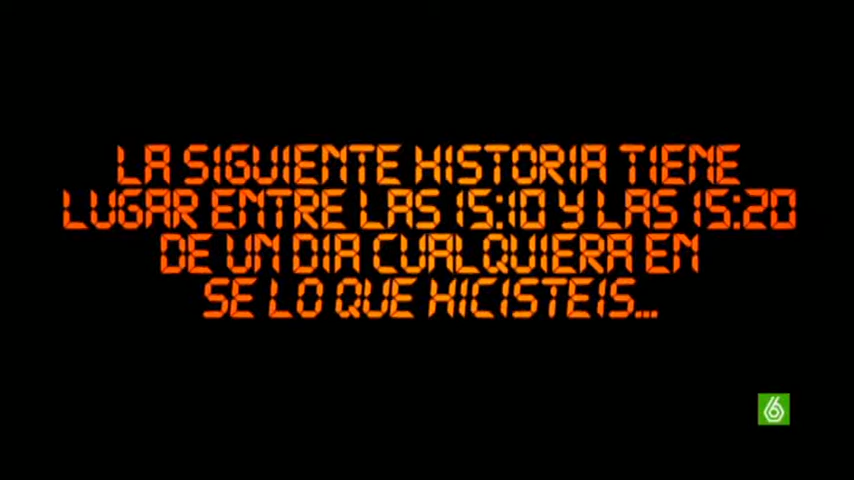 LA SIGUIENTE HISTORIA TIENE
LUGAR ENTRE LAS 15:10 Y LAS 15:20
DE UN DIA CUALQUIERA EN
SE LO QUE HICISTEIS...
6